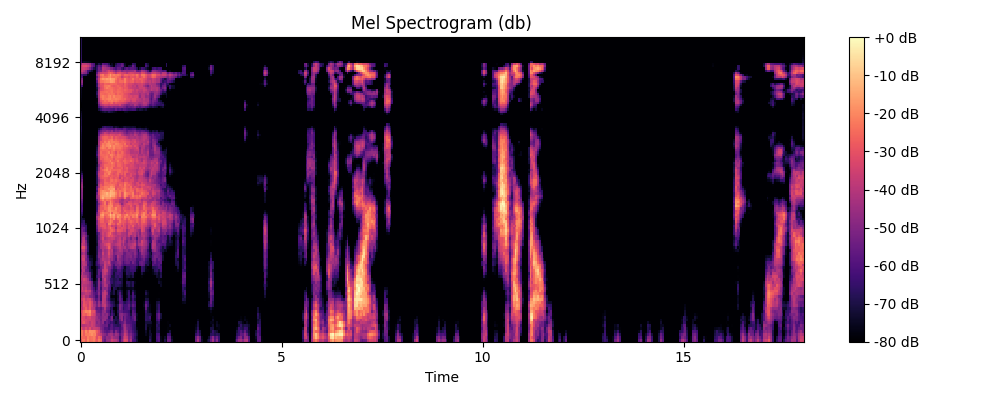 Mel Spectrogram (db)
Hz
8192
4096
2048
1024
512
0
0 5 10 15
Time
+0 dB
-10 dB
-20 dB
-30 dB
-40 dB
-50 dB
-60 dB
-70 dB
-80 dB